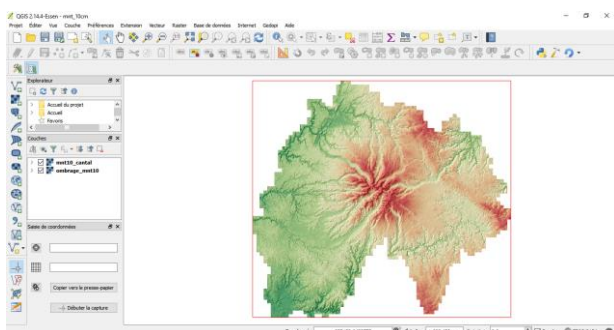 QGIS 2.14.4-Essen - mnt_10cm
Projet Éditer Vue Couche Préférences Extension Vecteur Raster Base de données Internet Geolapi Aide
Explorateur
Accueil du projet
Accueil
Favoris
Couches
mnt10_cantal
ombrage_mnt10
Saisie de coordonnées
Copier vers le presse-papier
Débuter la capture